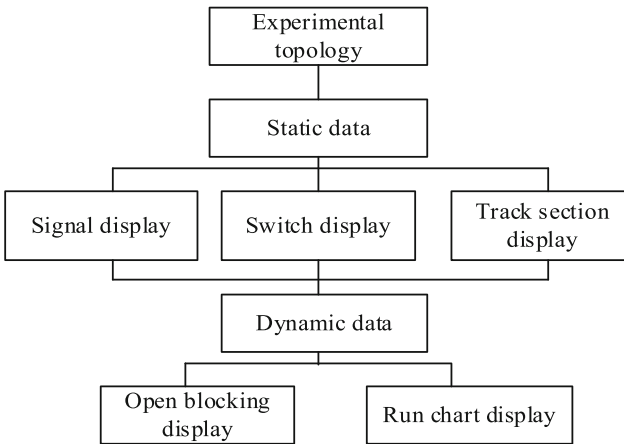 Experimental
topology
Static data
Signal display
Switch display
Track section
display
Dynamic data
Open blocking
display
Run chart display